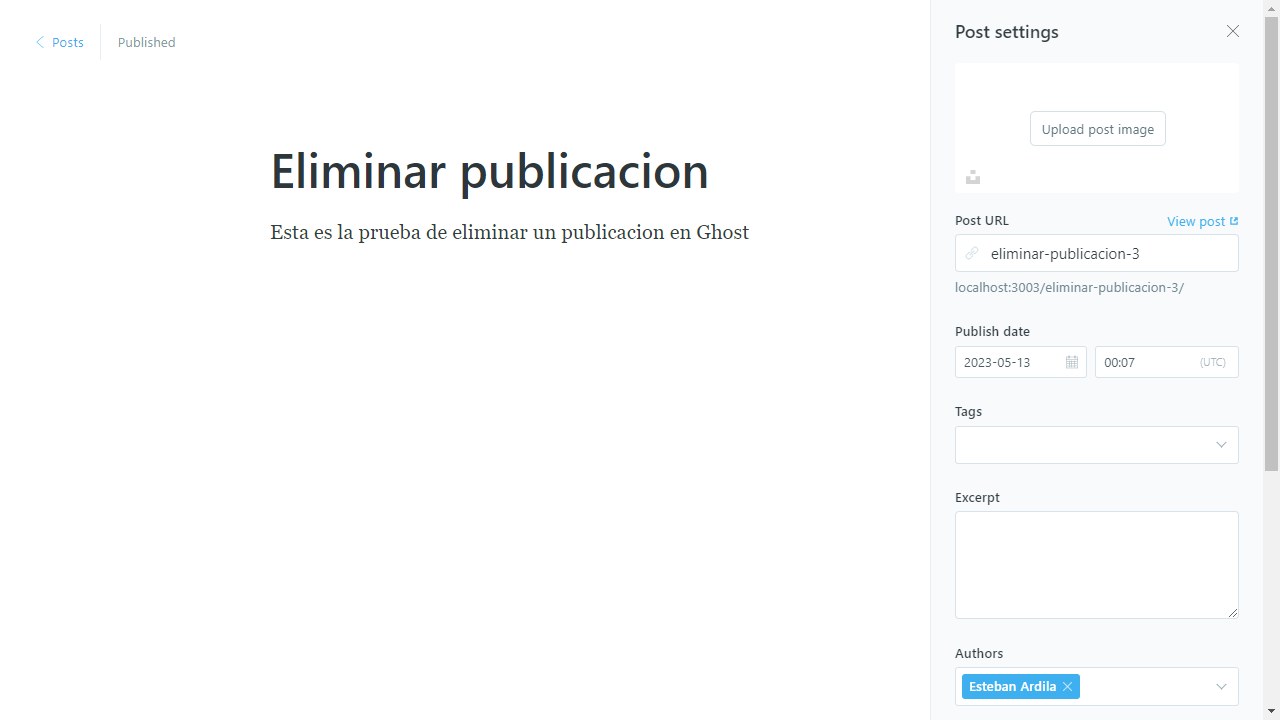 Posts
Published
Post settings
Upload post image
Eliminar publicacion
Esta es la prueba de eliminar un publicacion en Ghost
Post URL
View post
eliminar-publicacion-3
localhost:3003/eliminar-publicacion-3/
Publish date
2023-05-13
00:07
(UTC)
Tags
Excerpt
Authors
Esteban Ardila